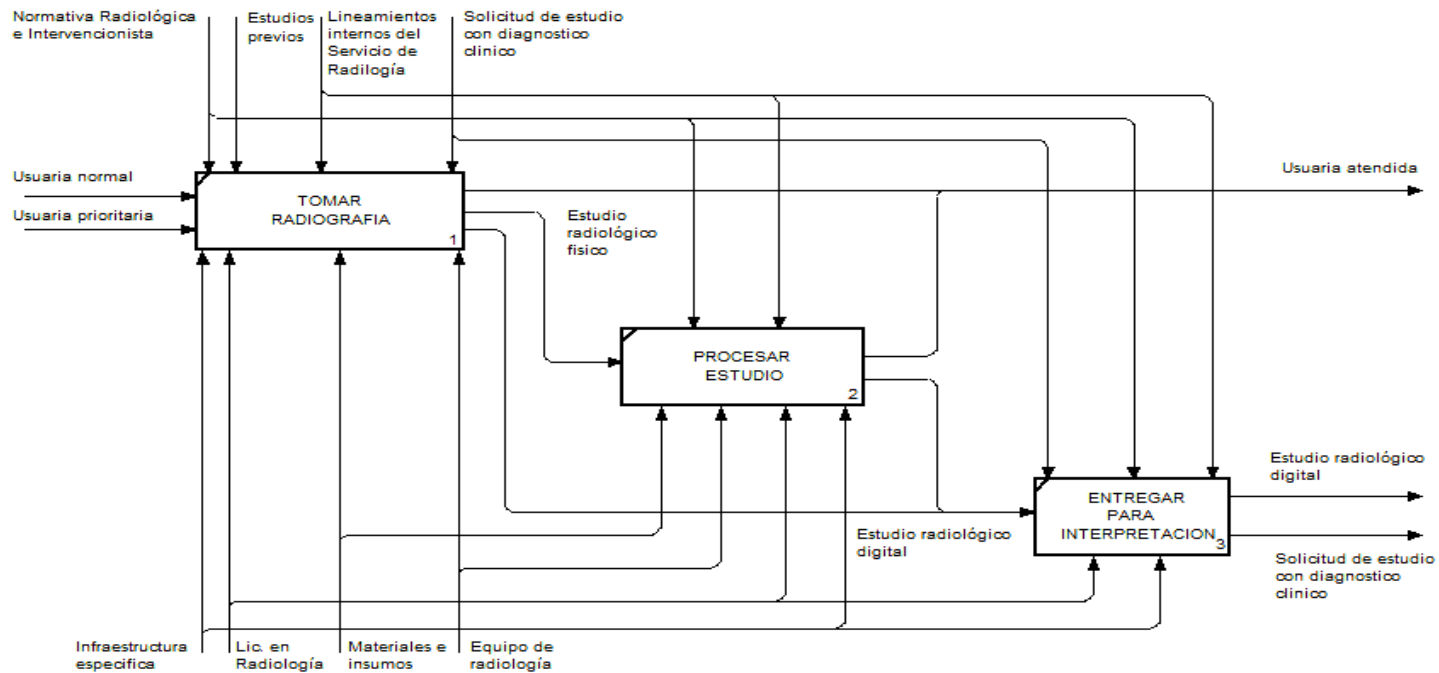 Normativa Radiológica
e Intervencionista
Estudios
previos
Lineamientos
internos del
Servicio de
Radilogía
Solicitud de estudio
con diagnostico
clinico
Usuaria normal
Usuaria prioritaria
TOMAR
RADIOGRAFIA
1
Usuaria atendida
Estudio
radiológico
fisico
PROCESAR
ESTUDIO
2
Estudio radiológico
digital
ENTREGAR
PARA
INTERPRETACION
3
Estudio radiológico
digital
Solicitud de estudio
con diagnostico
clinico
Infraestructura
especifica
Lic. en
Radiología
Materiales e
insumos
Equipo de
radiología